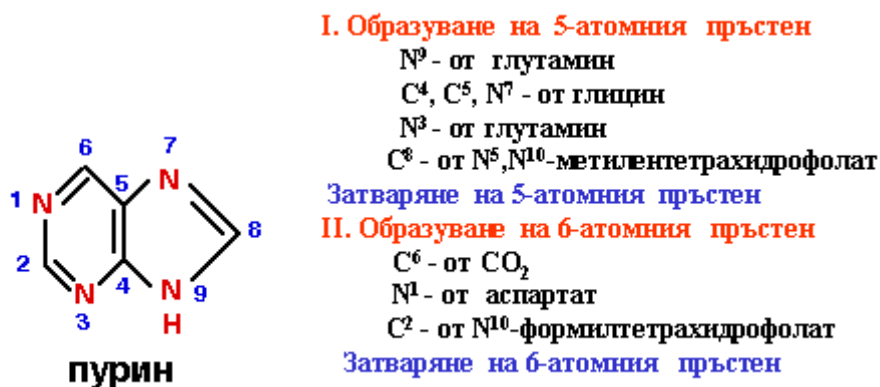 I. Образуване на 5-атомния пръстен
N⁹ - от глутамин
C⁴, C⁵, N⁷ - от глицин
N³ - от глутамин
C⁸ - от N⁵,N¹⁰-метилентетрахидрофолат
Затваряне на 5-атомния пръстен
II. Образуване на 6-атомния пръстен
C⁶ - от CO₂
N¹ - от аспартат
C² - от N¹⁰-формилтетрахидрофолат
Затваряне на 6-атомния пръстен
6
7
N
5
1 N
8
2
N
4
N 9
3
H
пурин